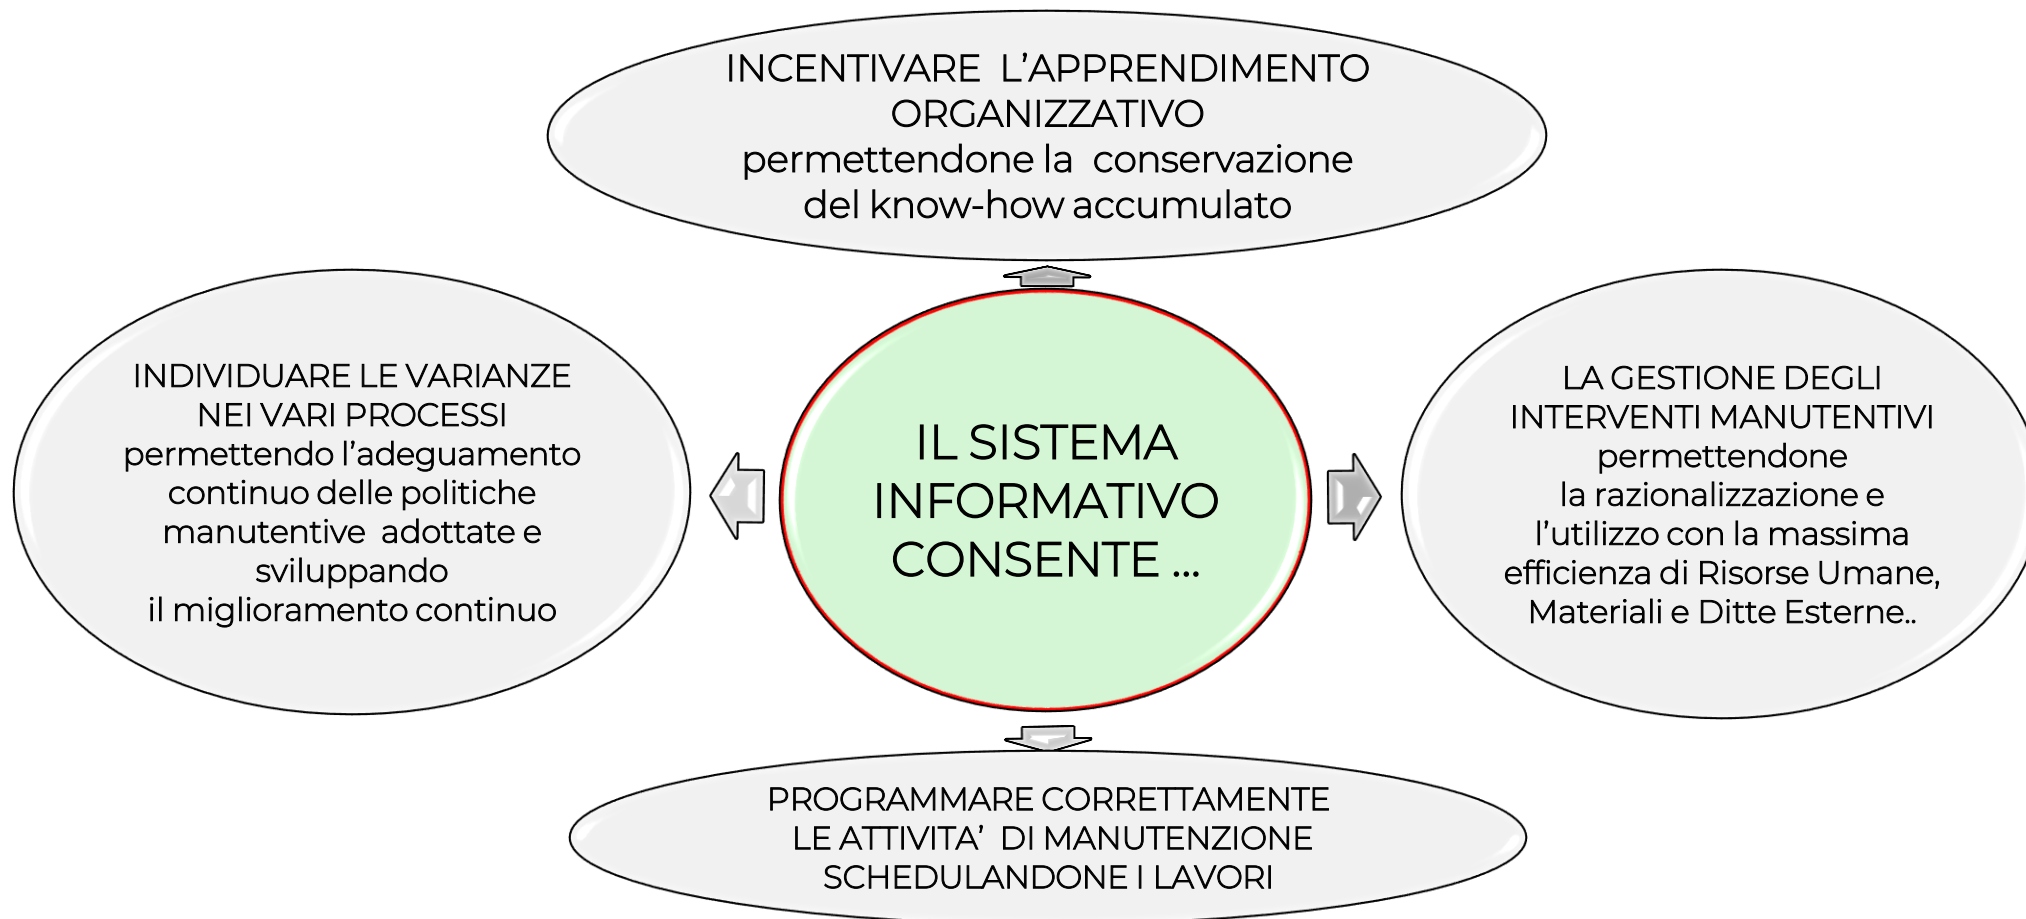 INCENTIVARE L’APPRENDIMENTO
ORGANIZZATIVO
permettendone la conservazione
del know-how accumulato
INDIVIDUARE LE VARIANZE
NEI VARI PROCESSI
permettendo l’adeguamento
continuo delle politiche
manutentive adottate e
sviluppando
il miglioramento continuo
IL SISTEMA
INFORMATIVO
CONSENTE ...
LA GESTIONE DEGLI
INTERVENTI MANUTENTIVI
permettendone
la razionalizzazione e
l’utilizzo con la massima
efficienza di Risorse Umane,
Materiali e Ditte Esterne..
PROGRAMMARE CORRETTAMENTE
LE ATTIVITA’ DI MANUTENZIONE
SCHEDULANDONE I LAVORI